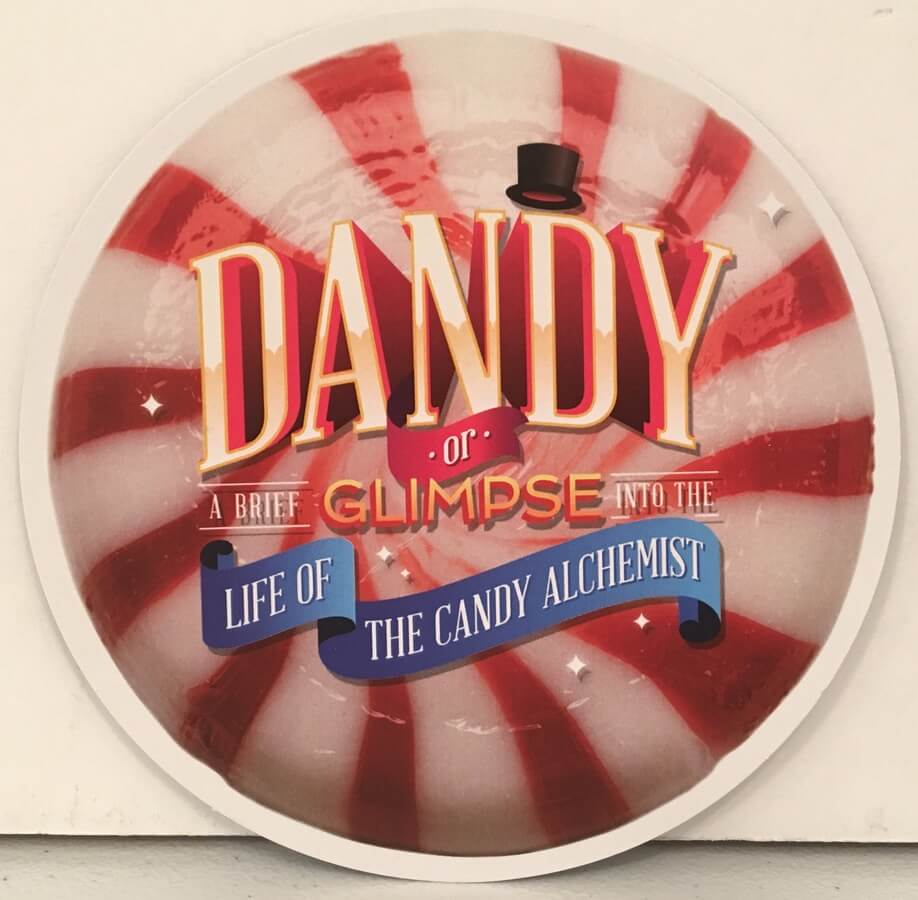 DANDY
· or ·
A BRIEF GLIMPSE INTO THE
LIFE OF
THE CANDY ALCHEMIST